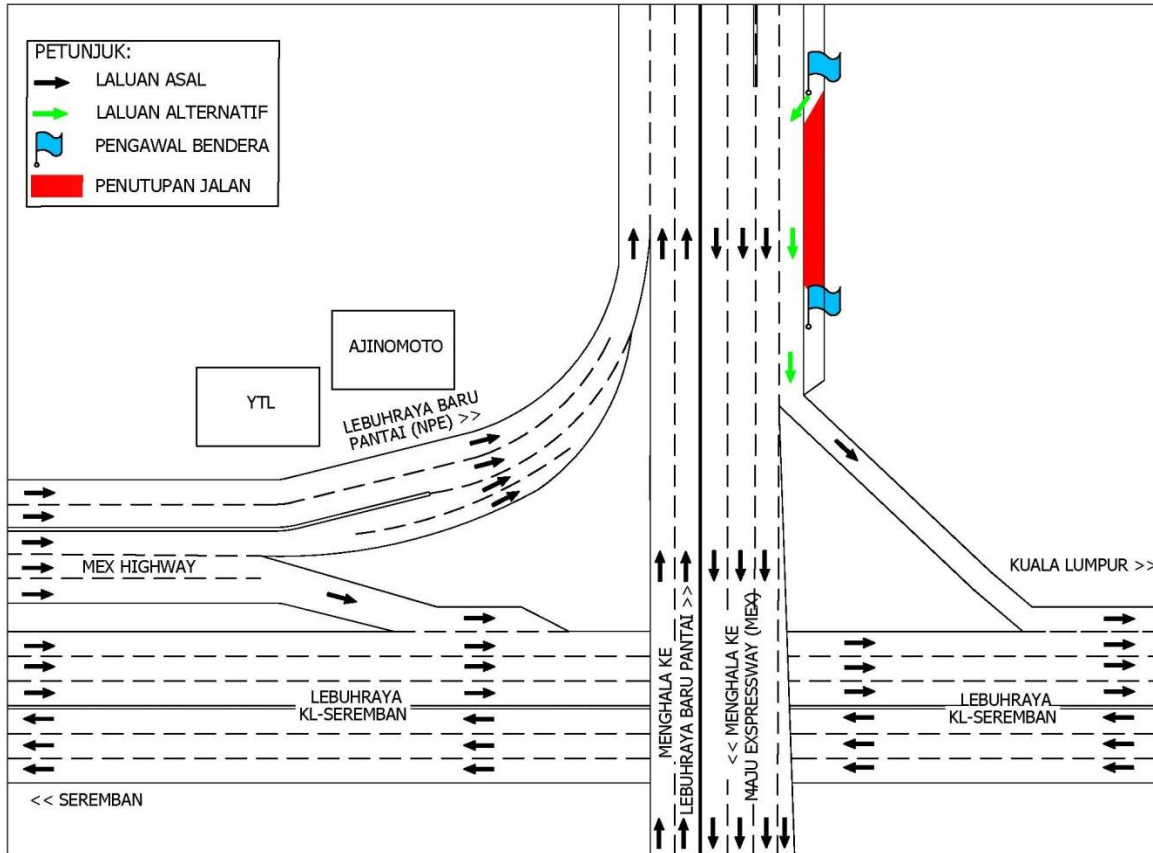 PETUNJUK:
LALUAN ASAL
LALUAN ALTERNATIF
PENGAWAL BENDERA
PENUTUPAN JALAN
AJINOMOTO
YTL
LEBUHRAYA BARU
PANTAI (NPE) >>
MEX HIGHWAY
KUALA LUMPUR >>
MENGHALA KE
LEBUHRAYA BARU PANTAI >>
<< MENGHALA KE
MAJU EXSPRESSWAY (MEX)
LEBUHRAYA
KL-SEREMBAN
LEBUHRAYA
KL-SEREMBAN
<< SEREMBAN